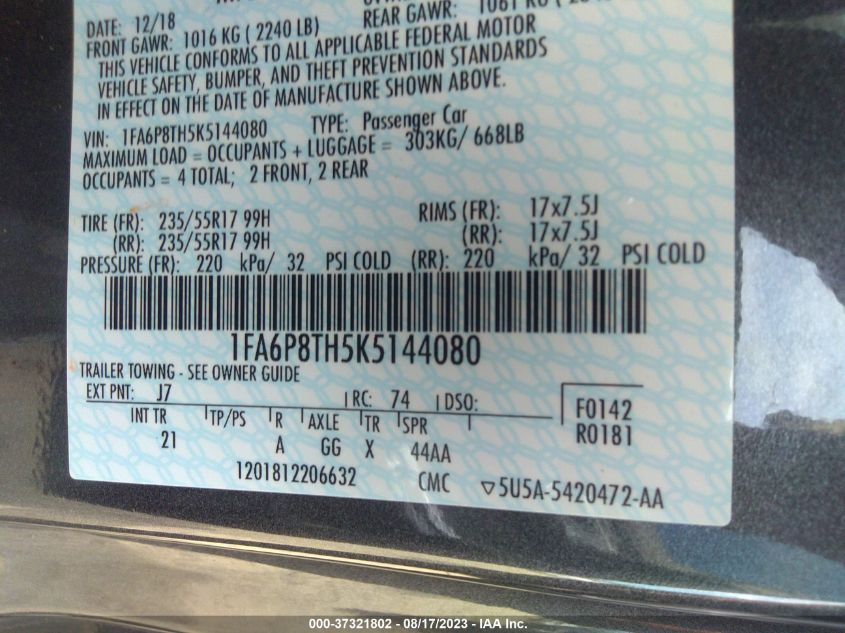 DATE: 12/18
REAR GAWR:
FRONT GAWR: 1016 KG ( 2240 LB)
THIS VEHICLE CONFORMS TO ALL APPLICABLE FEDERAL MOTOR
VEHICLE SAFETY, BUMPER, AND THEFT PREVENTION STANDARDS
IN EFFECT ON THE DATE OF MANUFACTURE SHOWN ABOVE.
VIN: 1FA6P8TH5K5144080 TYPE: Passenger Car
MAXIMUM LOAD = OCCUPANTS + LUGGAGE = 303KG/ 668LB
OCCUPANTS = 4 TOTAL; 2 FRONT, 2 REAR
TIRE (FR): 235/55R17 99H RIMS (FR): 17x7.5J
(RR): 235/55R17 99H (RR): 17x7.5J
PRESSURE (FR): 220 kPa/ 32 PSI COLD (RR): 220 kPa/ 32 PSI COLD
1FA6P8TH5K5144080
TRAILER TOWING - SEE OWNER GUIDE
EXT PNT: J7 RC: 74 DSO: F0142
INT TR TP/PS R AXLE TR SPR R0181
21 A GG X 44AA
1201812206632 CMC ▽5U5A-5420472-AA
000-37321802 - 08/17/2023 - IAA Inc.